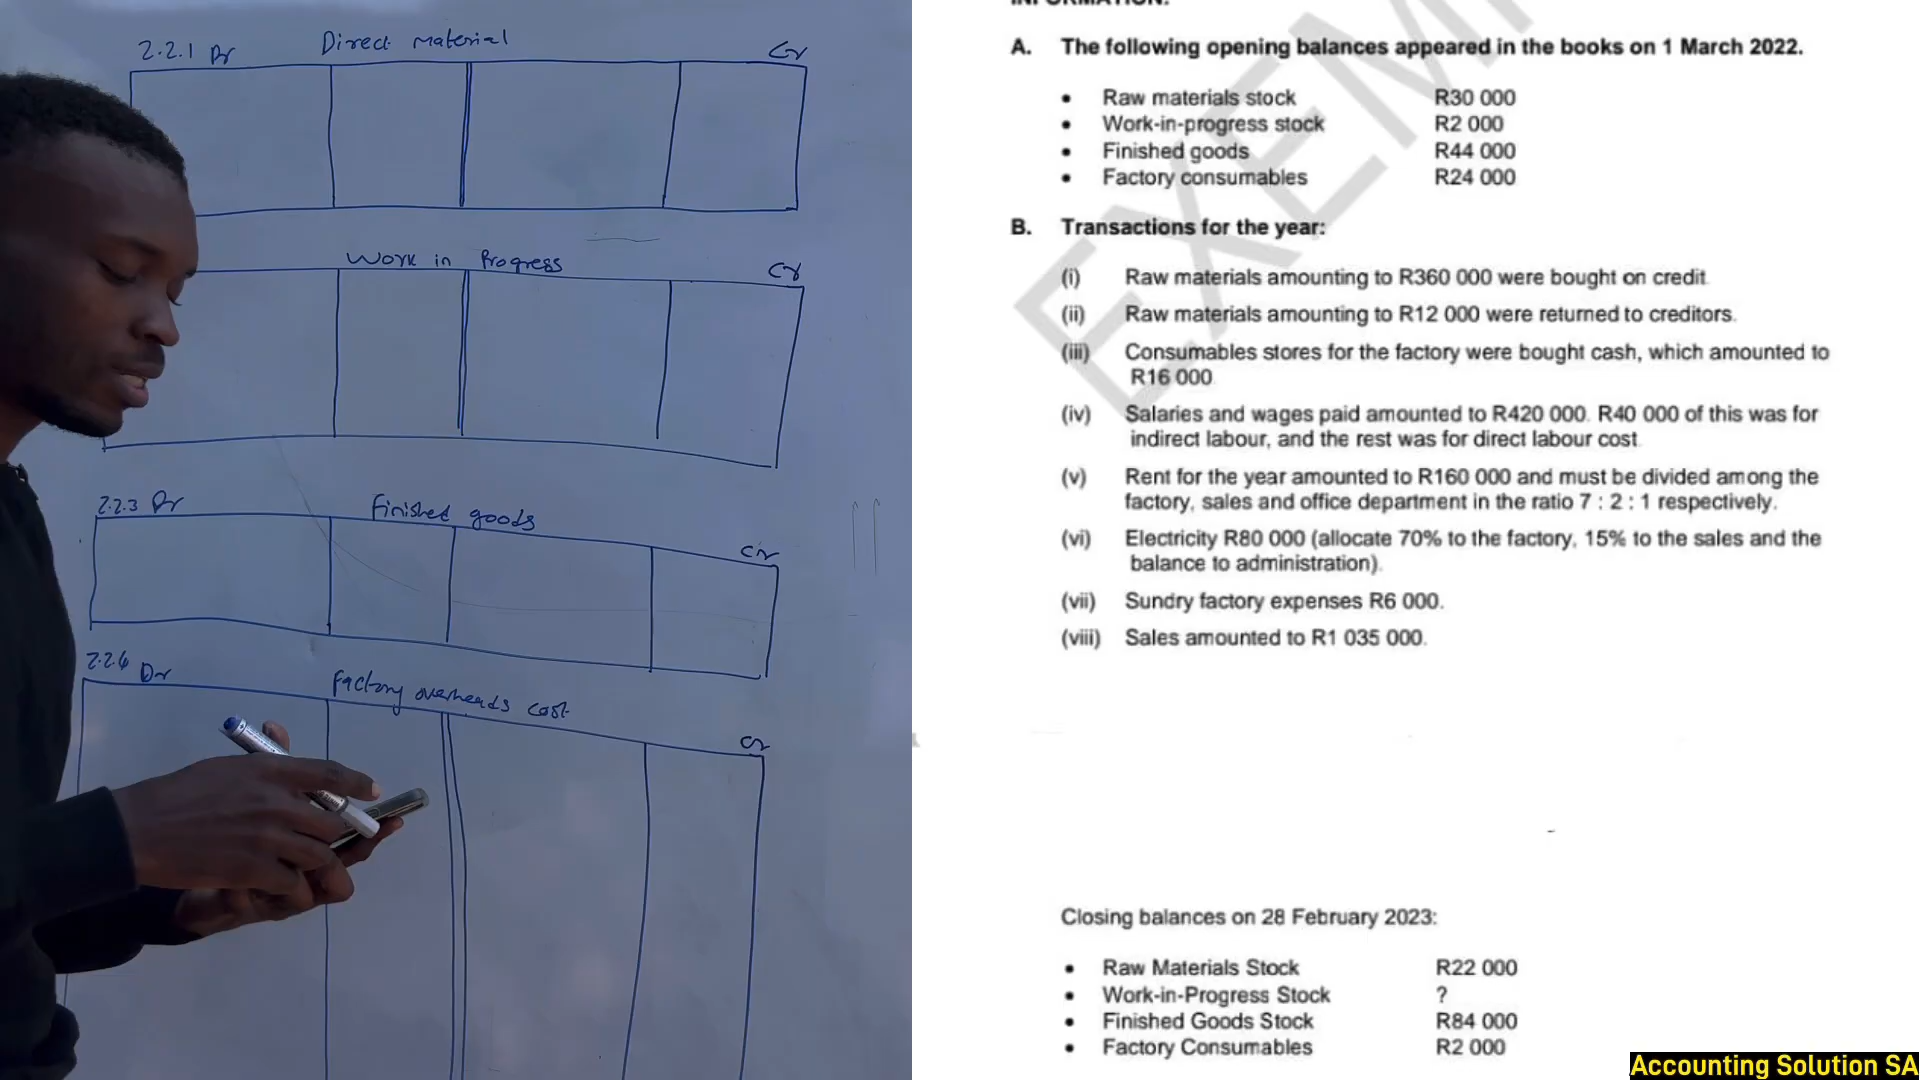 2.2.1 Dr Direct material Cr
Work in Progress Cr
2.2.3 Dr Finished goods Cr
2.2.4 Dr Factory overheads cost Cr
INFORMATION:
A. The following opening balances appeared in the books on 1 March 2022.
• Raw materials stock R30 000
• Work-in-progress stock R2 000
• Finished goods R44 000
• Factory consumables R24 000
B. Transactions for the year:
(i) Raw materials amounting to R360 000 were bought on credit.
(ii) Raw materials amounting to R12 000 were returned to creditors.
(iii) Consumables stores for the factory were bought cash, which amounted to
R16 000
(iv) Salaries and wages paid amounted to R420 000. R40 000 of this was for
indirect labour, and the rest was for direct labour cost
(v) Rent for the year amounted to R160 000 and must be divided among the
factory, sales and office department in the ratio 7 : 2 : 1 respectively.
(vi) Electricity R80 000 (allocate 70% to the factory, 15% to the sales and the
balance to administration).
(vii) Sundry factory expenses R6 000.
(viii) Sales amounted to R1 035 000.
Closing balances on 28 February 2023:
• Raw Materials Stock R22 000
• Work-in-Progress Stock ?
• Finished Goods Stock R84 000
• Factory Consumables R2 000
Accounting Solution SA